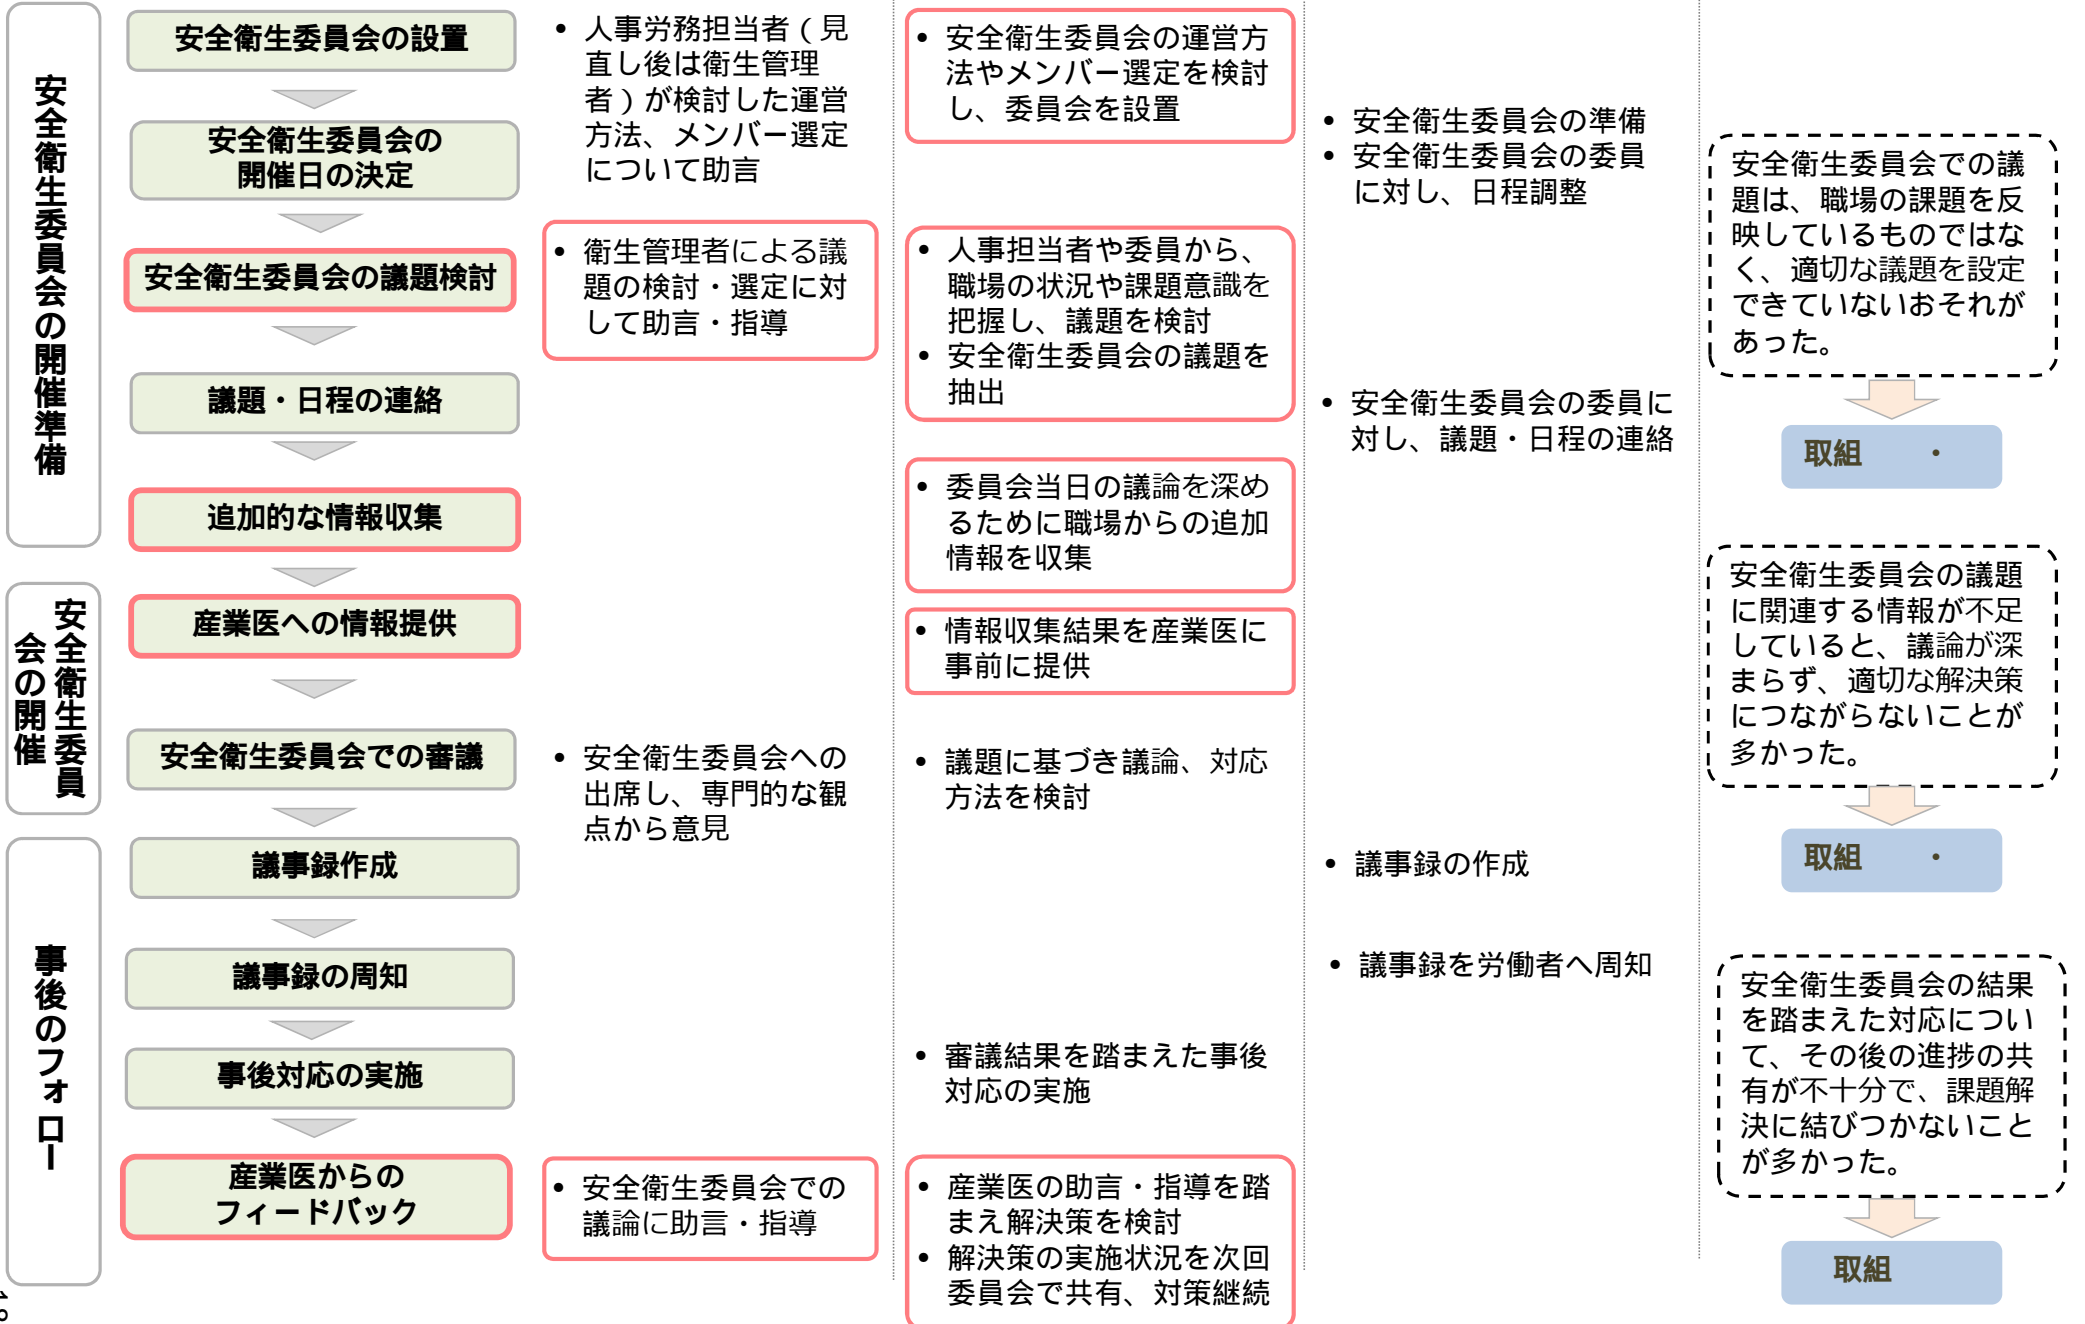 安全衛生委員会の開催準備
安全衛生委員会の設置
安全衛生委員会の
開催日の決定
安全衛生委員会の議題検討
議題・日程の連絡
追加的な情報収集
安全衛生委員
会の開催
産業医への情報提供
安全衛生委員会での審議
事後のフォロー
議事録作成
議事録の周知
事後対応の実施
産業医からの
フィードバック
• 人事労務担当者(見
直し後は衛生管理
者)が検討した運営
方法、メンバー選定
について助言
• 衛生管理者による議
題の検討・選定に対
して助言・指導
• 安全衛生委員会への
出席し、専門的な観
点から意見
• 安全衛生委員会での
議論に助言・指導
• 安全衛生委員会の運営方
法やメンバー選定を検討
し、委員会を設置
• 人事担当者や委員から、
職場の状況や課題意識を
把握し、議題を検討
• 安全衛生委員会の議題を
抽出
• 委員会当日の議論を深め
るために職場からの追加
情報を収集
• 情報収集結果を産業医に
事前に提供
• 議題に基づき議論、対応
方法を検討
• 審議結果を踏まえた事後
対応の実施
• 産業医の助言・指導を踏
まえ解決策を検討
• 解決策の実施状況を次回
委員会で共有、対策継続
• 安全衛生委員会の準備
• 安全衛生委員会の委員
に対し、日程調整
• 安全衛生委員会の委員に
対し、議題・日程の連絡
• 議事録の作成
• 議事録を労働者へ周知
安全衛生委員会での議
題は、職場の課題を反
映しているものではな
く、適切な議題を設定
できていないおそれが
あった。
取組 ・
安全衛生委員会の議題
に関連する情報が不足
していると、議論が深
まらず、適切な解決策
につながらないことが
多かった。
取組 ・
安全衛生委員会の結果
を踏まえた対応につい
て、その後の進捗の共
有が不十分で、課題解
決に結びつかないこと
が多かった。
取組